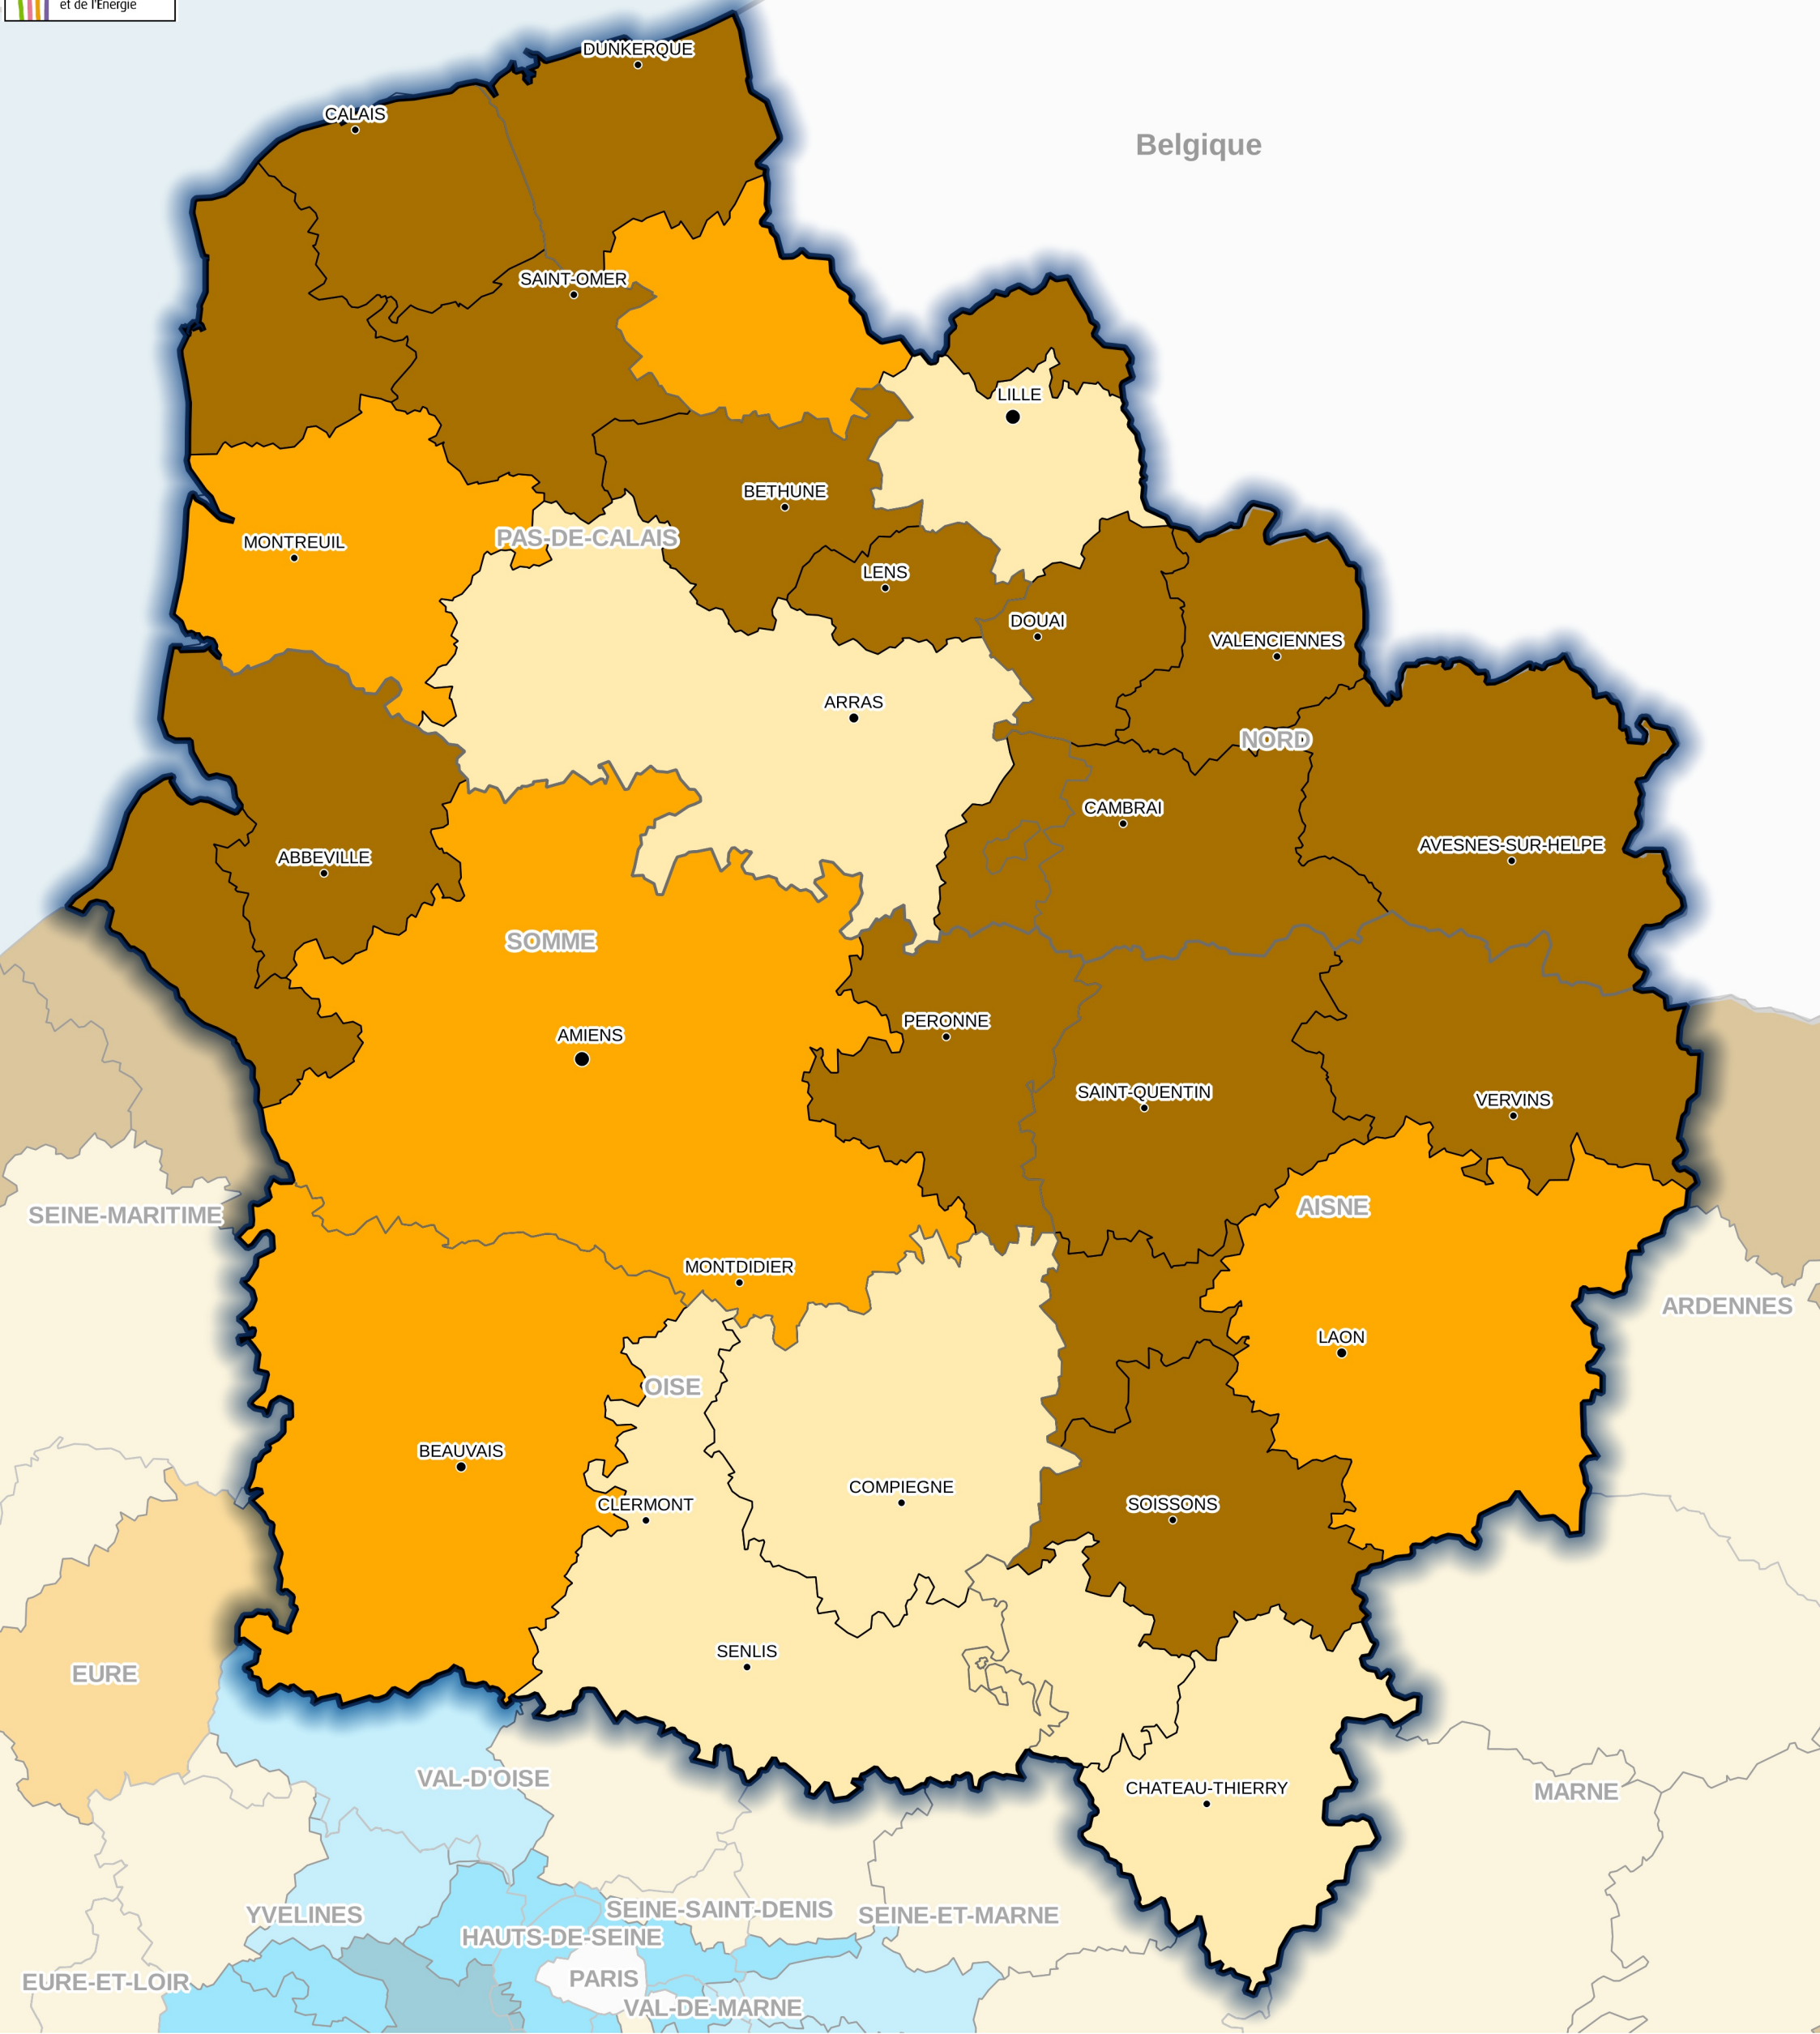 et de l'Énergie
DUNKERQUE
CALAIS
Belgique
SAINT-OMER
LILLE
BETHUNE
PAS-DE-CALAIS
MONTREUIL
LENS
DOUAI
VALENCIENNES
ARRAS
NORD
CAMBRAI
AVESNES-SUR-HELPE
ABBEVILLE
SOMME
PERONNE
AMIENS
SAINT-QUENTIN
VERVINS
SEINE-MARITIME
AISNE
MONTDIDIER
ARDENNES
LAON
OISE
BEAUVAIS
COMPIEGNE
CLERMONT
SOISSONS
SENLIS
EURE
VAL-D'OISE
CHATEAU-THIERRY
MARNE
SEINE-SAINT-DENIS
YVELINES
SEINE-ET-MARNE
HAUTS-DE-SEINE
PARIS
EURE-ET-LOIR
VAL-DE-MARNE